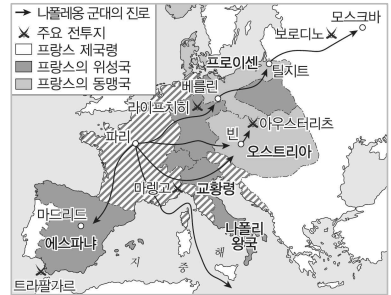 나폴레옹 군대의 진로
주요 전투지
프랑스 제국령
프랑스의 위성국
프랑스의 동맹국
모스크바
보로디노
프로이센
틸지트
베를린
라이프치히
파리
빈
아우스터리츠
오스트리아
마렝고
교황령
마드리드
에스파냐
나폴리
왕국
트라팔가르
지 중 해